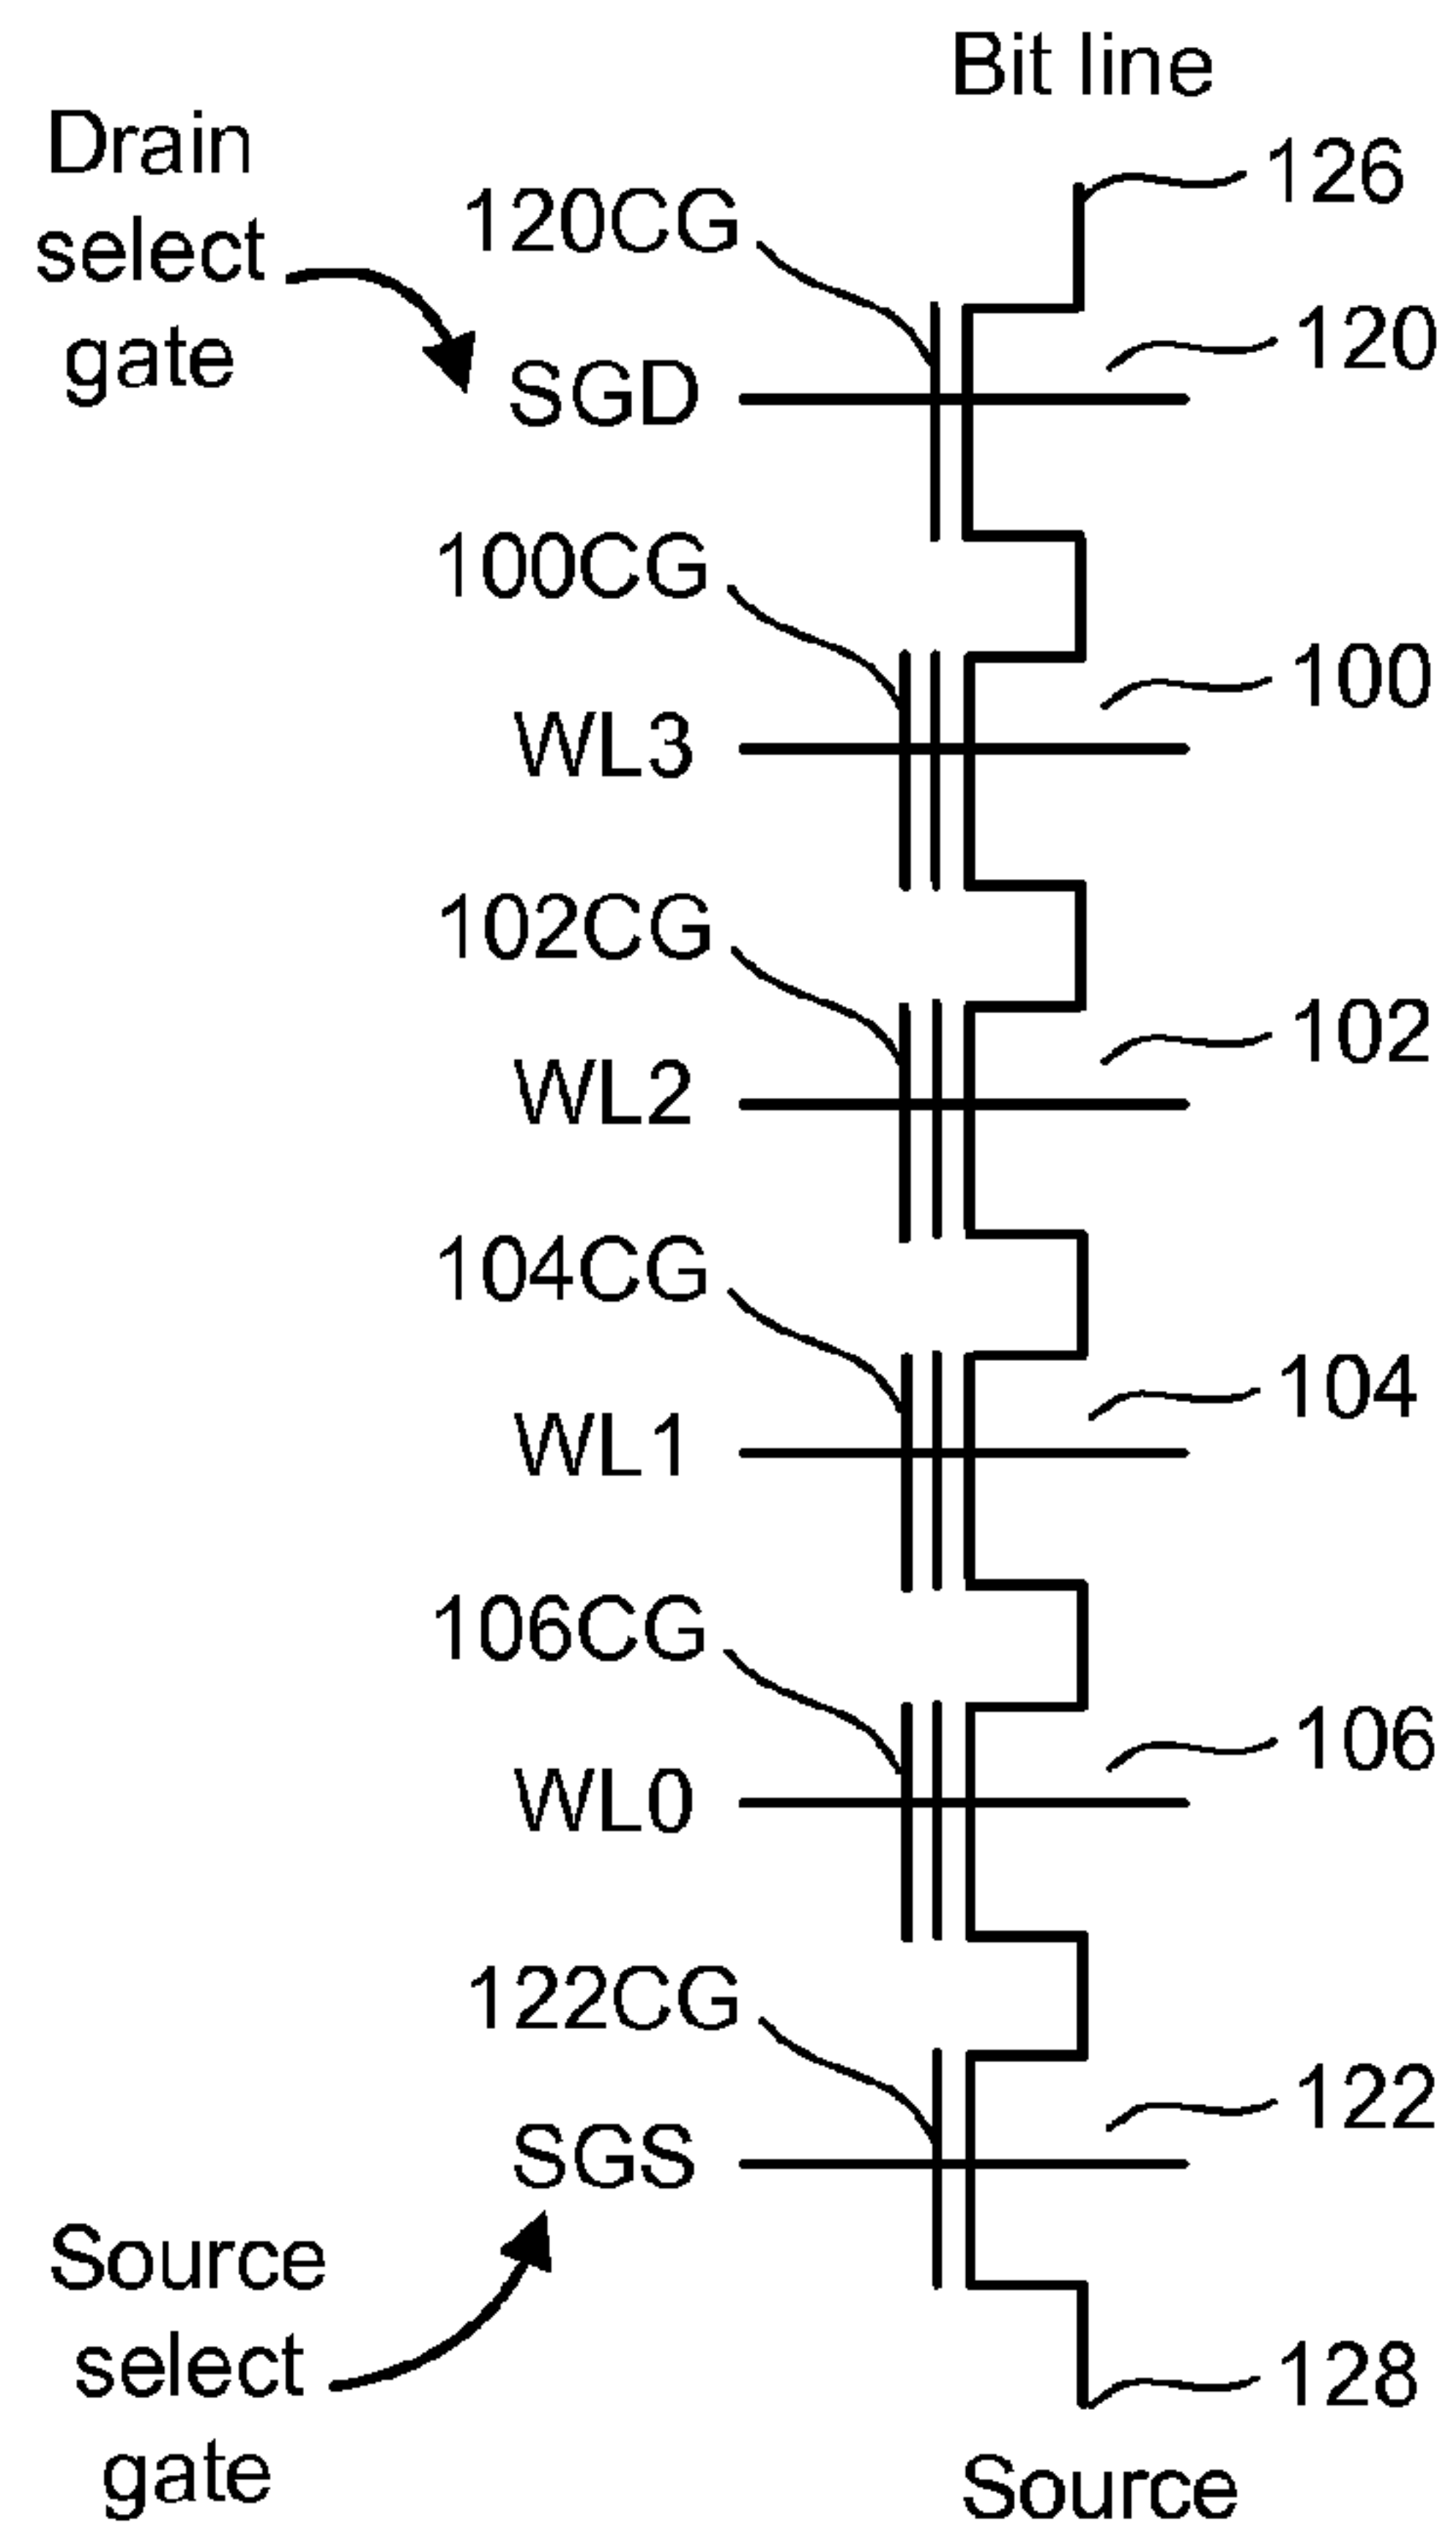 Bit line
126
Drain
select
gate
120CG
120
SGD
100CG
100
WL3
102CG
102
WL2
104CG
104
WL1
106CG
106
WL0
122CG
122
SGS
Source
select
gate
128
Source